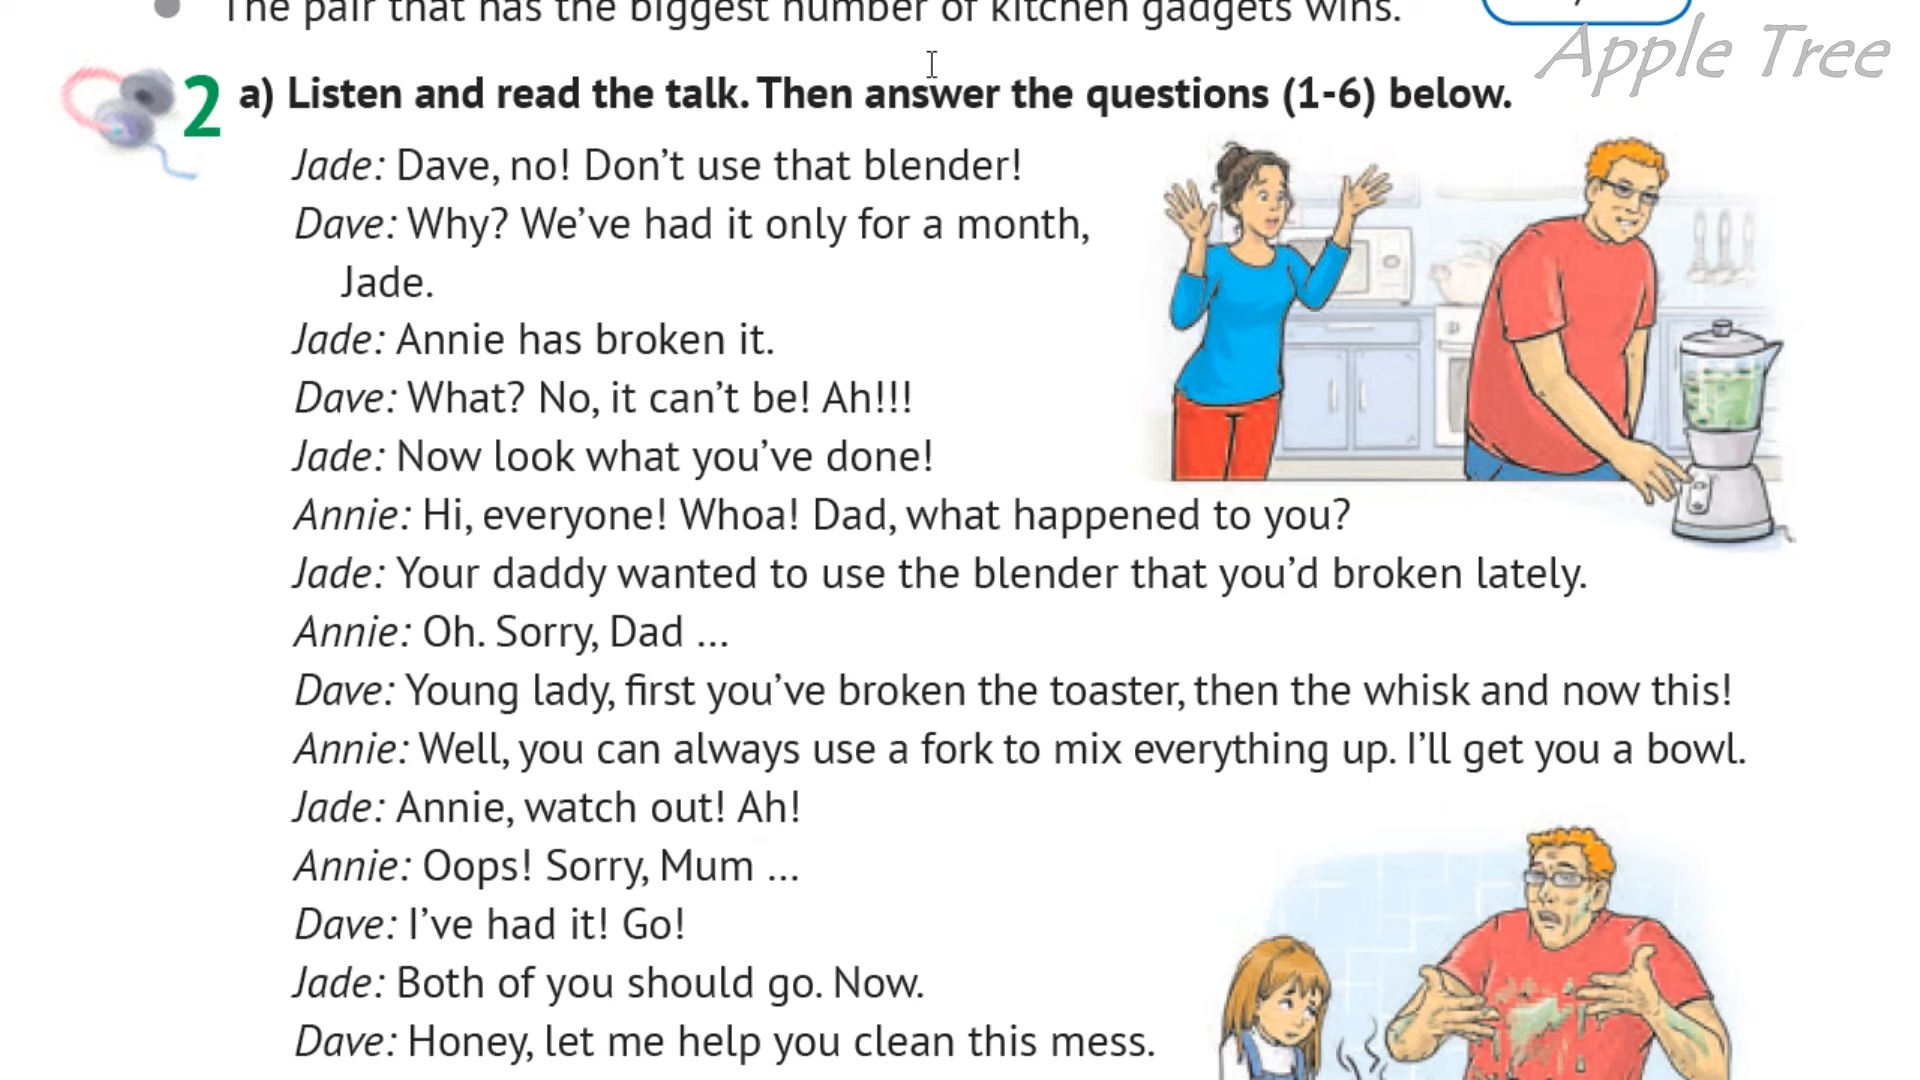 The pair that has the biggest number of kitchen gadgets wins.
Apple Tree
2 a) Listen and read the talk. Then answer the questions (1-6) below.
Jade: Dave, no! Don’t use that blender!
Dave: Why? We’ve had it only for a month,
Jade.
Jade: Annie has broken it.
Dave: What? No, it can’t be! Ah!!!
Jade: Now look what you’ve done!
Annie: Hi, everyone! Whoa! Dad, what happened to you?
Jade: Your daddy wanted to use the blender that you’d broken lately.
Annie: Oh. Sorry, Dad ...
Dave: Young lady, first you’ve broken the toaster, then the whisk and now this!
Annie: Well, you can always use a fork to mix everything up. I’ll get you a bowl.
Jade: Annie, watch out! Ah!
Annie: Oops! Sorry, Mum ...
Dave: I’ve had it! Go!
Jade: Both of you should go. Now.
Dave: Honey, let me help you clean this mess.